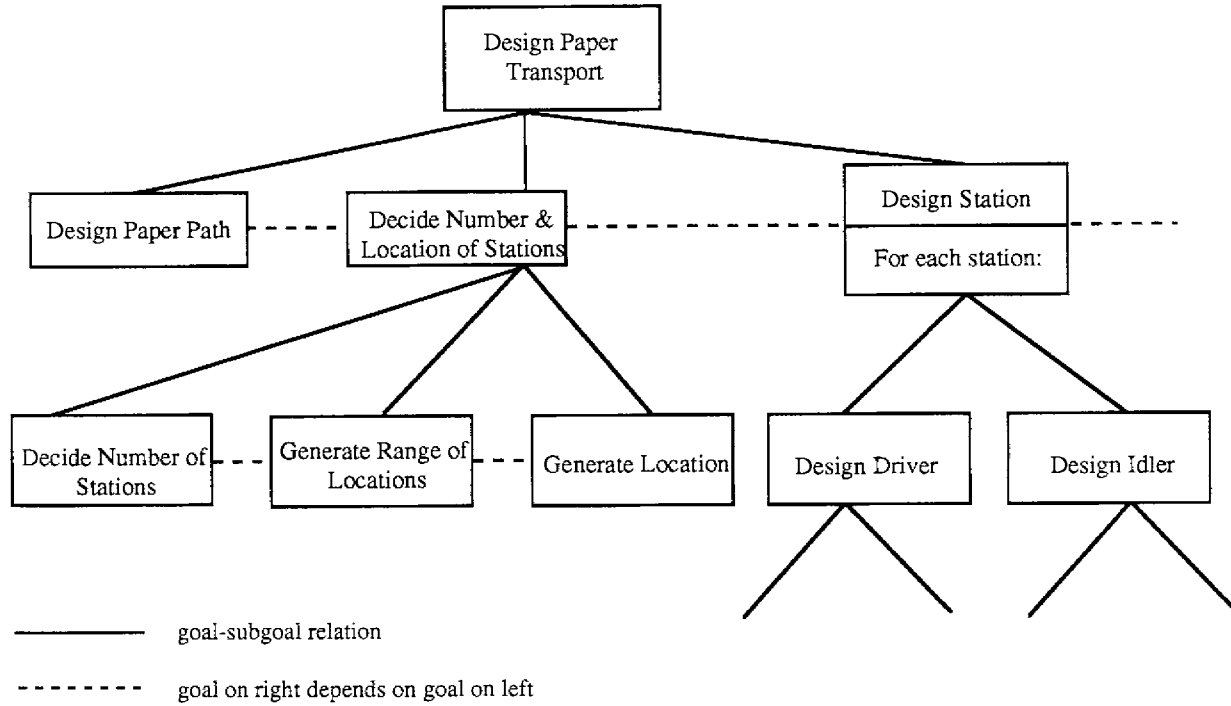 Design Paper
Transport
Design Paper Path
Decide Number &
Location of Stations
Design Station
For each station:
Decide Number of
Stations
Generate Range of
Locations
Generate Location
Design Driver
Design Idler
goal-subgoal relation
goal on right depends on goal on left